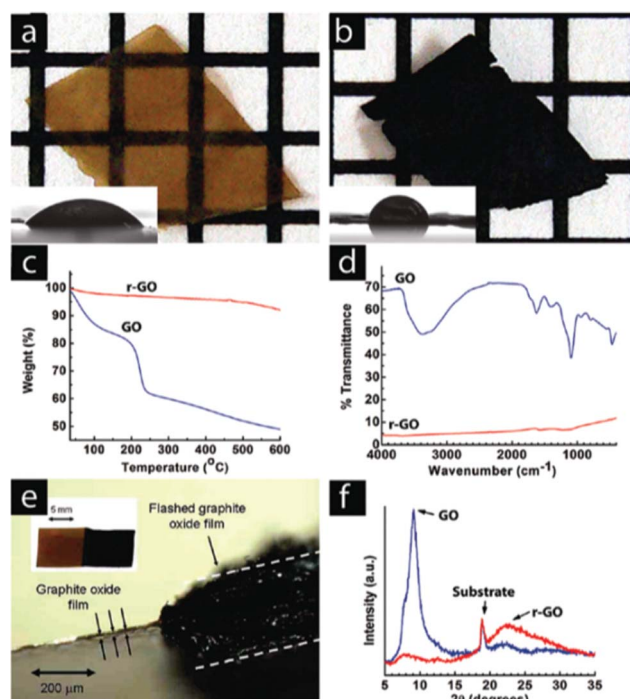 a
b
c
r-GO
GO
Weight (%)
100
90
80
70
60
50
100 200 300 400 500 600
Temperature (°C)
d
GO
r-GO
% Transmittance
70
60
50
40
30
20
10
0
4000 3000 2000 1000
Wavenumber (cm-1)
e
5 mm
Flashed graphite
oxide film
Graphite oxide
film
200 μm
f
GO
Substrate
r-GO
Intensity (a.u.)
5 10 15 20 25 30 35
2θ (degrees)